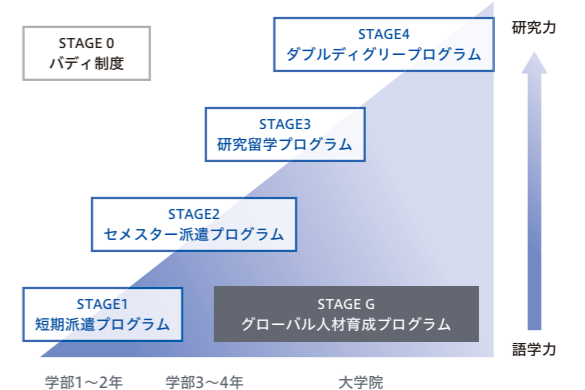 STAGE 0
バディ制度
STAGE4
ダブルディグリープログラム
研究力
STAGE3
研究留学プログラム
STAGE2
セメスター派遣プログラム
STAGE1
短期派遣プログラム
STAGE G
グローバル人材育成プログラム
語学力
学部1〜2年
学部3〜4年
大学院